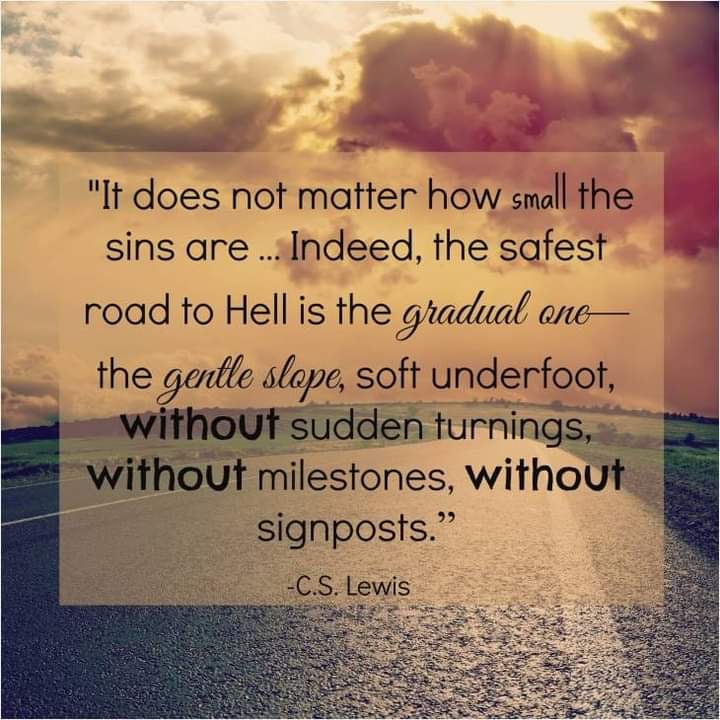 "It does not matter how small the
sins are ... Indeed, the safest
road to Hell is the gradual one—
the gentle slope, soft underfoot,
without sudden turnings,
without milestones, without
signposts.”
-C.S. Lewis